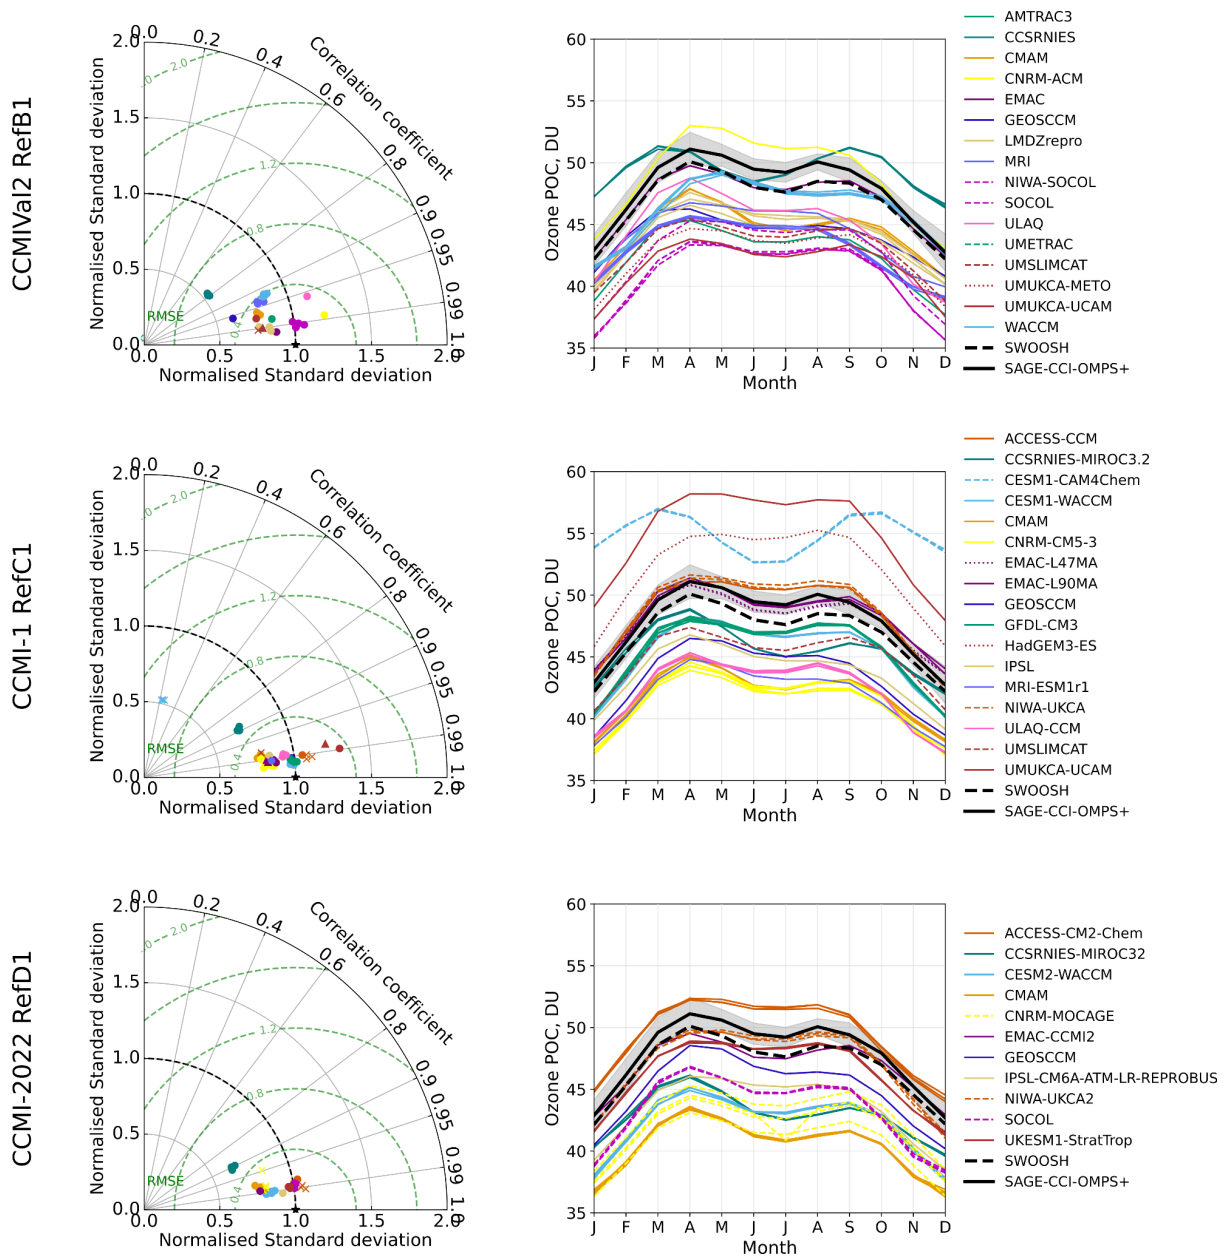 CCMIVal2 RefB1
0.0
0.2
0.4
0.6
0.8
0.9
0.95
0.99
1.0
Correlation coefficient
2.0
1.5
1.0
0.5
0.0
Normalised Standard deviation
2.0
1.2
0.8
0.4
RMSE
0.0 0.5 1.0 1.5 2.0
Normalised Standard deviation
60
55
50
45
40
35
Ozone POC, DU
J F M A M J J A S O N D
Month
AMTRAC3
CCSRNIES
CMAM
CNRM-ACM
EMAC
GEOSCCM
LMDZrepro
MRI
NIWA-SOCOL
SOCOL
ULAQ
UMETRAC
UMSLIMCAT
UMUKCA-METO
UMUKCA-UCAM
WACCM
SWOOSH
SAGE-CCI-OMPS+
CCMI-1 RefC1
0.0
0.2
0.4
0.6
0.8
0.9
0.95
0.99
1.0
Correlation coefficient
2.0
1.5
1.0
0.5
0.0
Normalised Standard deviation
2.0
1.2
0.8
0.4
RMSE
0.0 0.5 1.0 1.5 2.0
Normalised Standard deviation
60
55
50
45
40
35
Ozone POC, DU
J F M A M J J A S O N D
Month
ACCESS-CCM
CCSRNIES-MIROC3.2
CESM1-CAM4Chem
CESM1-WACCM
CMAM
CNRM-CM5-3
EMAC-L47MA
EMAC-L90MA
GEOSCCM
GFDL-CM3
HadGEM3-ES
IPSL
MRI-ESM1r1
NIWA-UKCA
ULAQ-CCM
UMSLIMCAT
UMUKCA-UCAM
SWOOSH
SAGE-CCI-OMPS+
CCMI-2022 RefD1
0.0
0.2
0.4
0.6
0.8
0.9
0.95
0.99
1.0
Correlation coefficient
2.0
1.5
1.0
0.5
0.0
Normalised Standard deviation
2.0
1.2
0.8
0.4
RMSE
0.0 0.5 1.0 1.5 2.0
Normalised Standard deviation
60
55
50
45
40
35
Ozone POC, DU
J F M A M J J A S O N D
Month
ACCESS-CM2-Chem
CCSRNIES-MIROC32
CESM2-WACCM
CMAM
CNRM-MOCAGE
EMAC-CCMI2
GEOSCCM
IPSL-CM6A-ATM-LR-REPROBUS
NIWA-UKCA2
SOCOL
UKESM1-StratTrop
SWOOSH
SAGE-CCI-OMPS+